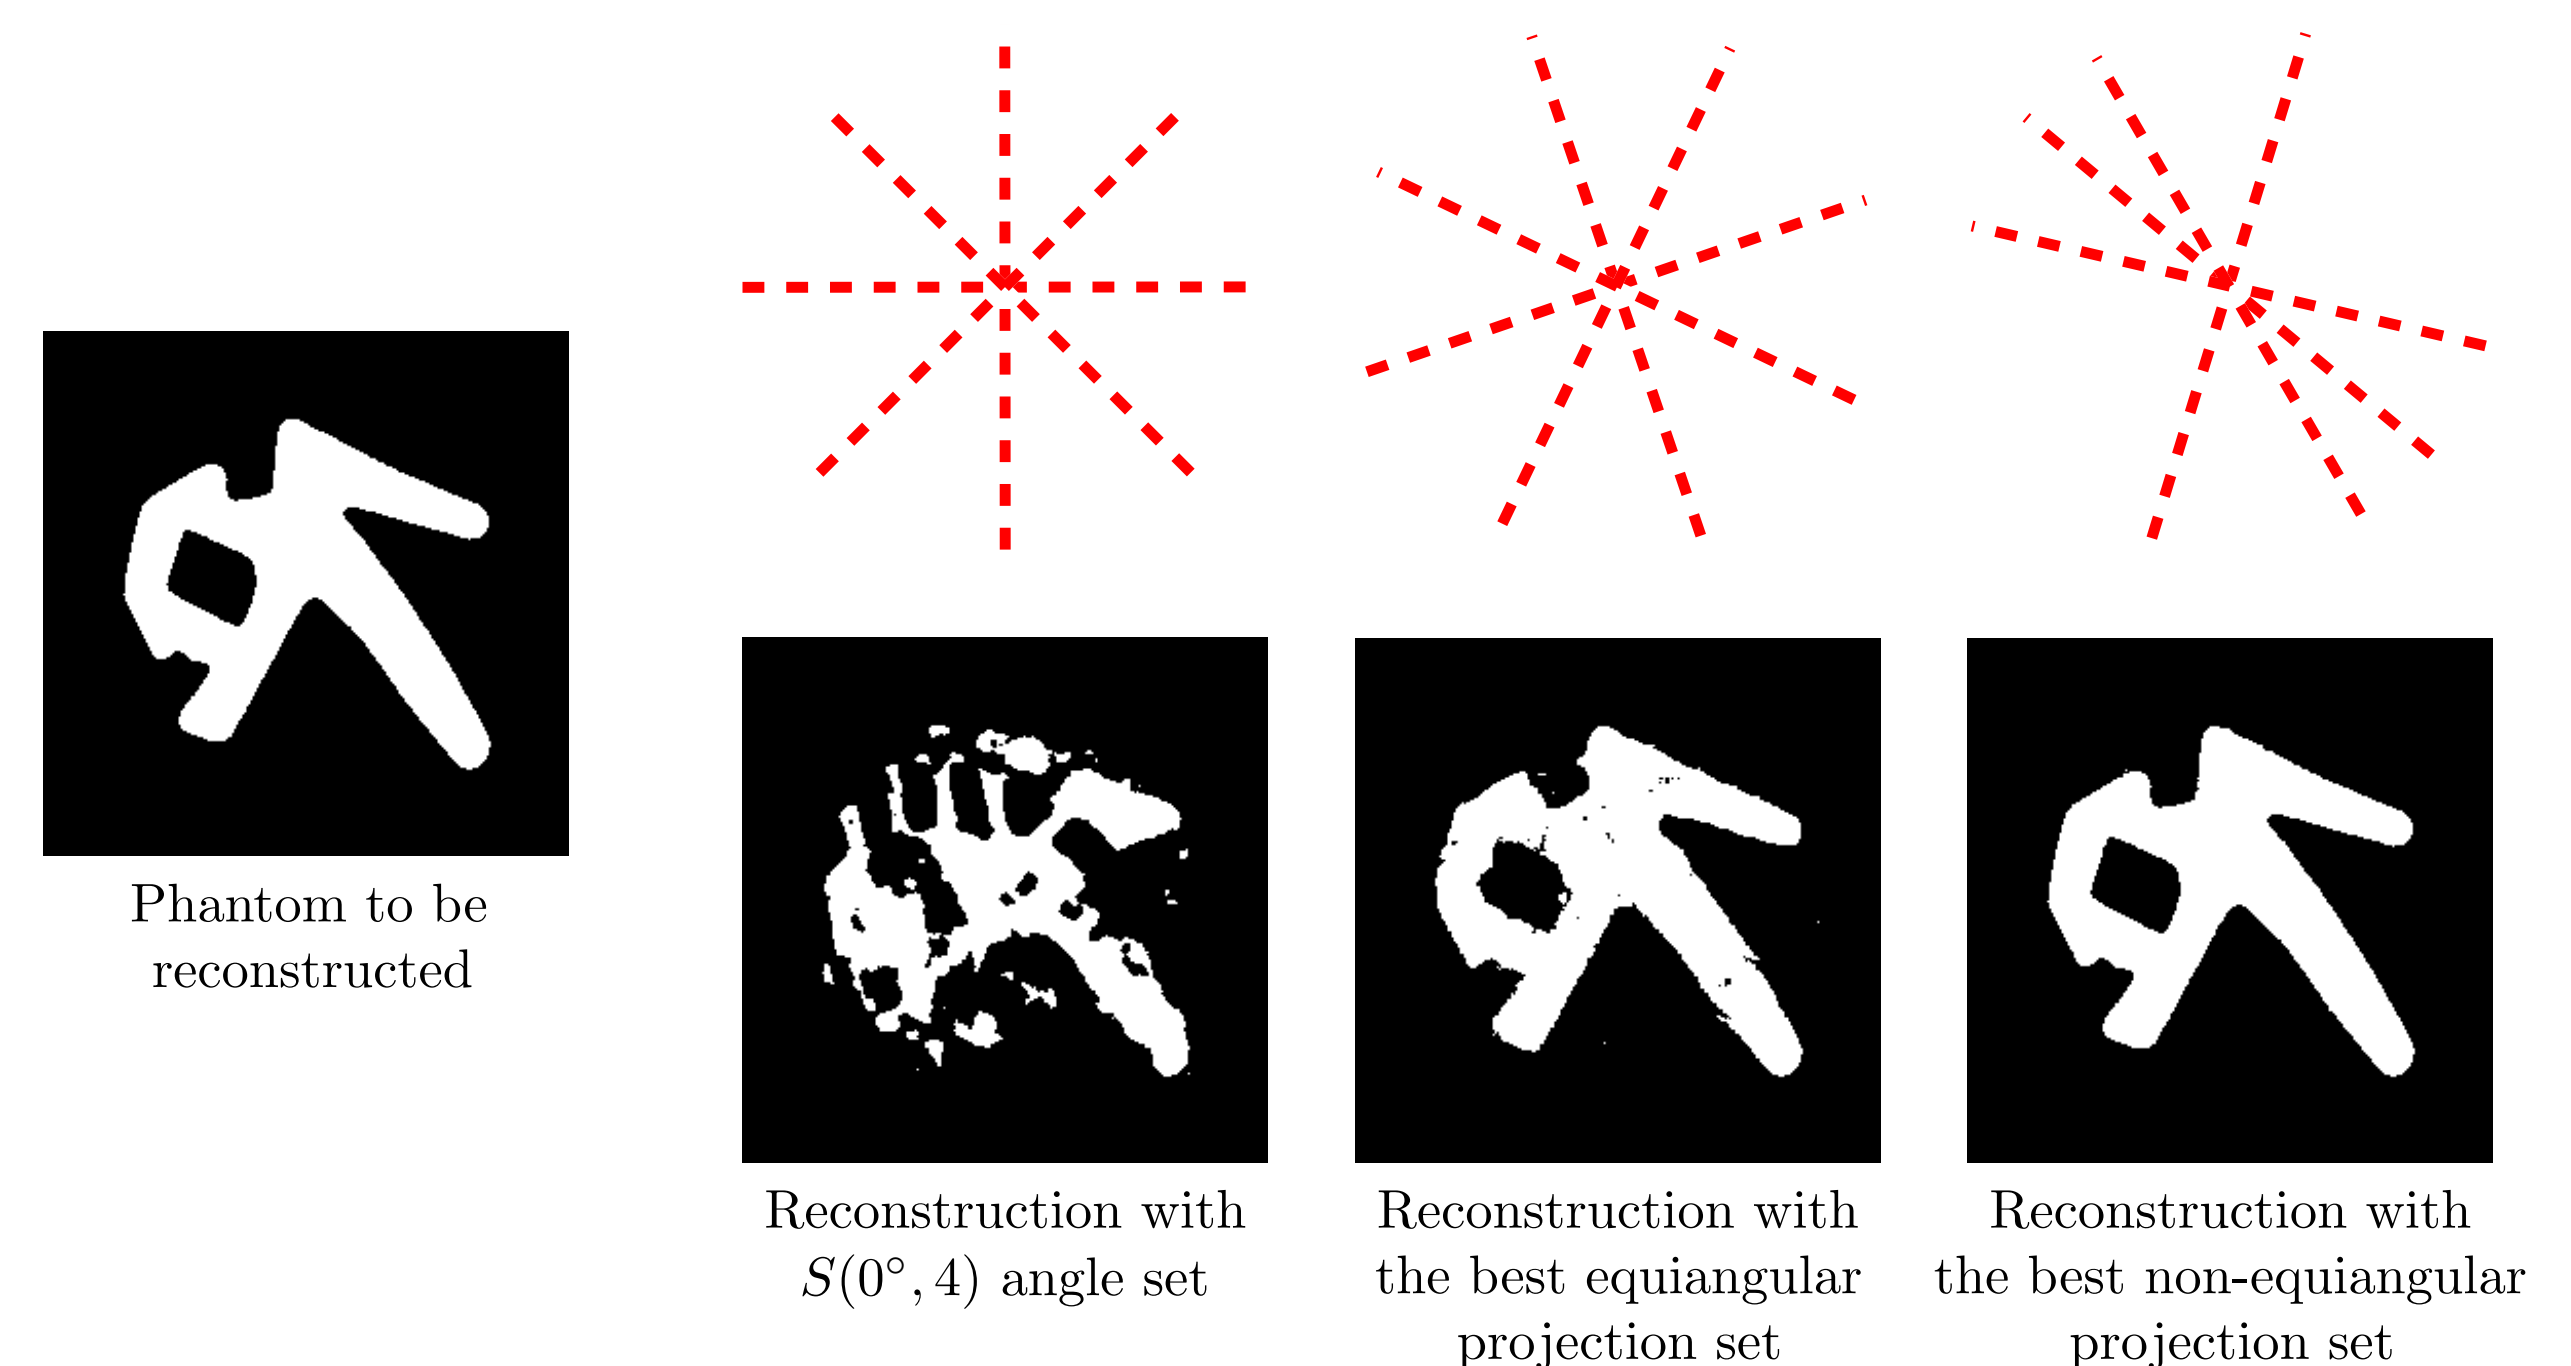 Phantom to be
reconstructed
Reconstruction with
S(0°, 4) angle set
Reconstruction with
the best equiangular
projection set
Reconstruction with
the best non-equiangular
projection set